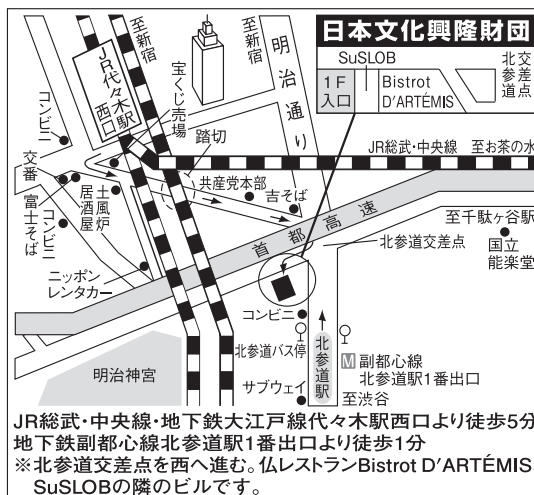 日本文化興隆財団
SuSLOB
1F
入口
Bistrot
D'ARTÉMIS
北参道
交差点
至新宿
至新宿
JR代々木駅
西口
宝くじ売場
明治通り
踏切
コンビニ
交番
富士そば
コンビニ
居酒屋
土風炉
共産党本部
吉そば
JR総武・中央線 至お茶の水
首都高速
至千駄ヶ谷駅
北参道交差点
国立
能楽堂
ニッポン
レンタカー
コンビニ
北参道バス停
北参道駅
M 副都心線
北参道駅1番出口
明治神宮
サブウェイ
至渋谷
JR総武・中央線・地下鉄大江戸線代々木駅西口より徒歩5分
地下鉄副都心線北参道駅1番出口より徒歩1分
※北参道交差点を西へ進む。仏レストランBistrot D'ARTÉMIS
SuSLOBの隣のビルです。